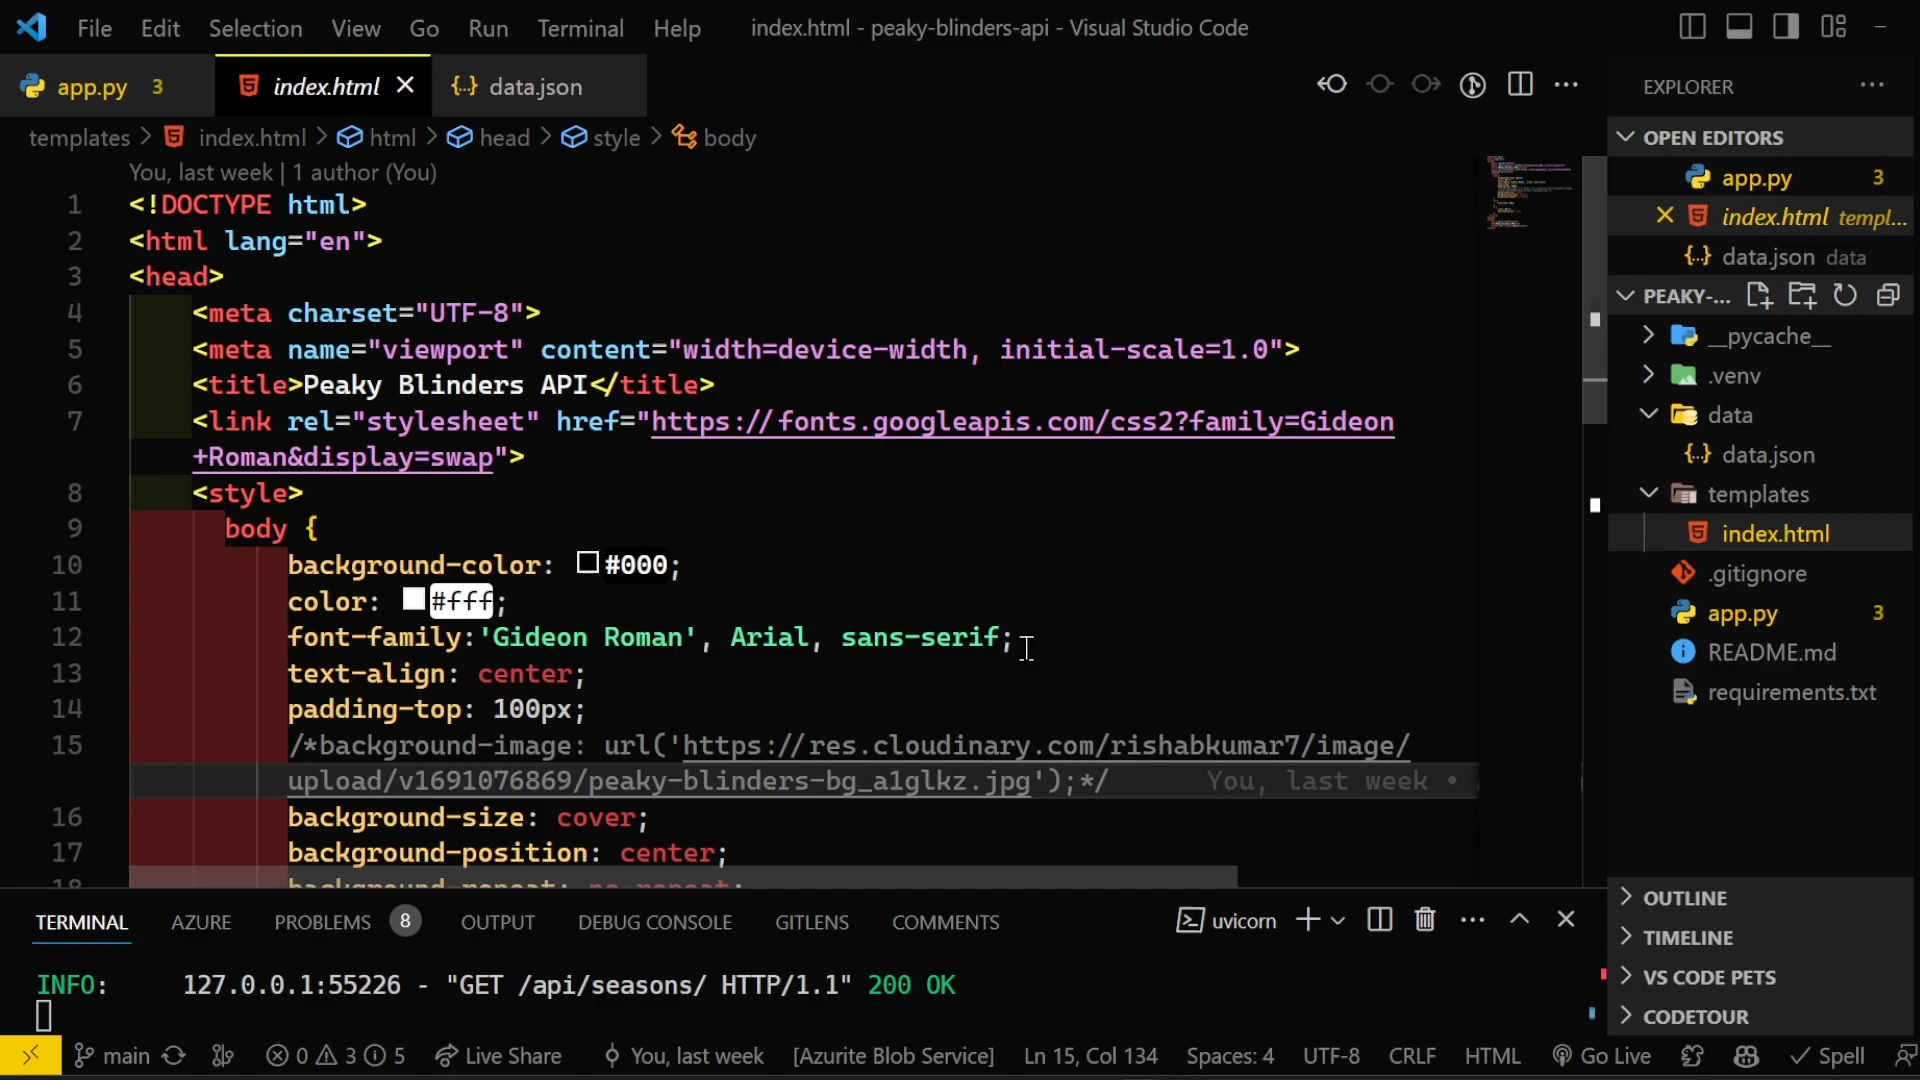 File Edit Selection View Go Run Terminal Help index.html - peaky-blinders-api - Visual Studio Code
app.py 3 index.html data.json
templates > index.html > html > head > style > body
You, last week | 1 author (You)
1 <!DOCTYPE html>
2 <html lang="en">
3 <head>
4 <meta charset="UTF-8">
5 <meta name="viewport" content="width=device-width, initial-scale=1.0">
6 <title>Peaky Blinders API</title>
7 <link rel="stylesheet" href="https://fonts.googleapis.com/css2?family=Gideon
+Roman&display=swap">
8 <style>
9 body {
10 background-color: #000;
11 color: #fff;
12 font-family:'Gideon Roman', Arial, sans-serif;
13 text-align: center;
14 padding-top: 100px;
15 /*background-image: url('https://res.cloudinary.com/rishabkumar7/image/
upload/v1691076869/peaky-blinders-bg_a1glkz.jpg');*/ You, last week •
16 background-size: cover;
17 background-position: center;
18 background-repeat: no-repeat;
EXPLORER
OPEN EDITORS
app.py 3
index.html templ...
data.json data
PEAKY-...
__pycache__
.venv
data
data.json
templates
index.html
.gitignore
app.py 3
README.md
requirements.txt
OUTLINE
TIMELINE
VS CODE PETS
CODETOUR
TERMINAL AZURE PROBLEMS 8 OUTPUT DEBUG CONSOLE GITLENS COMMENTS uvicorn
INFO: 127.0.0.1:55226 - "GET /api/seasons/ HTTP/1.1" 200 OK
main 0 3 5 Live Share You, last week [Azurite Blob Service] Ln 15, Col 134 Spaces: 4 UTF-8 CRLF HTML Go Live Spell